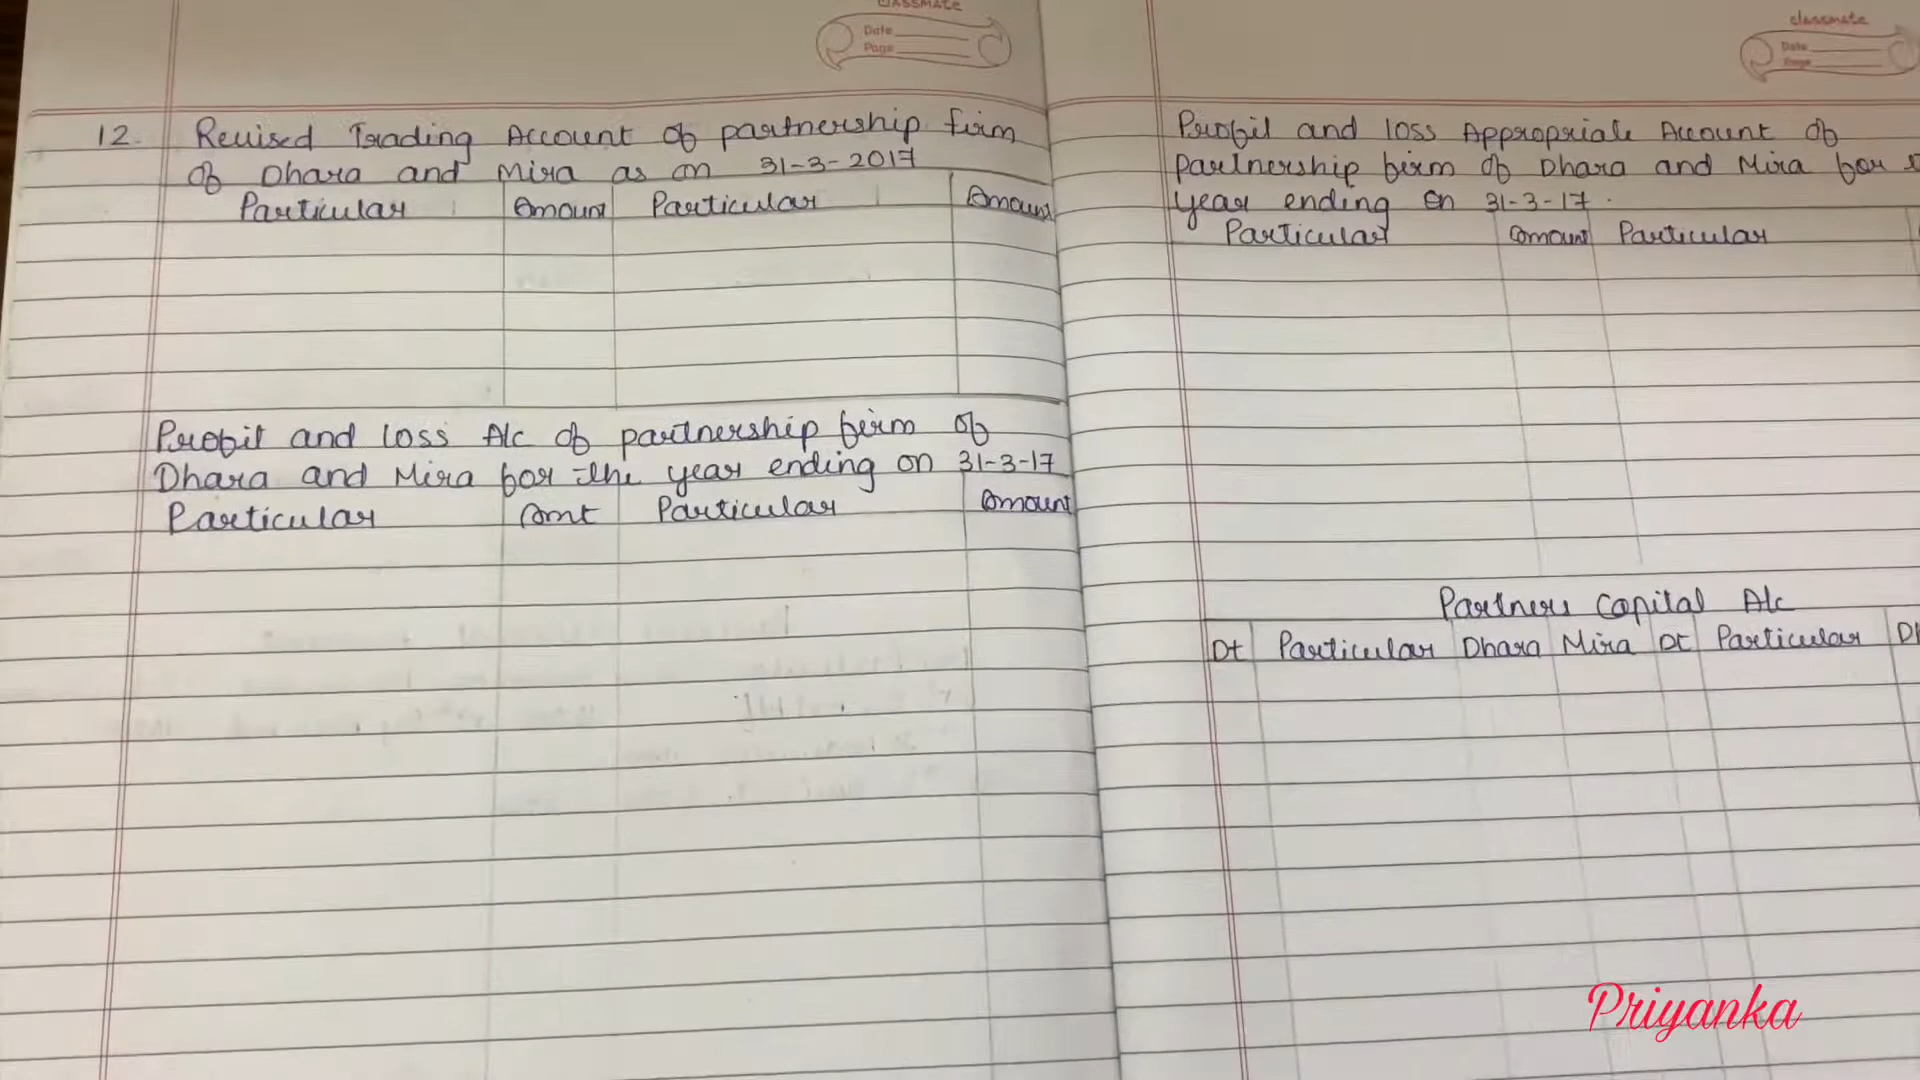 CLASSMATE
Date
Page
12. Revised Trading Account of partnership firm
of Dhara and Mira as on 31-3-2017
Particular Amount Particular Amount
Profit and loss A/c of partnership firm of
Dhara and Mira for the year ending on 31-3-17
Particular Amt Particular Amount
classmate
Date
Page
Profit and loss Appropriate Account of
partnership firm of Dhara and Mira for
year ending on 31-3-17.
Particular Amount Particular
Partners Capital A/c
Dt Particular Dhara Mira Dt Particular
Priyanka